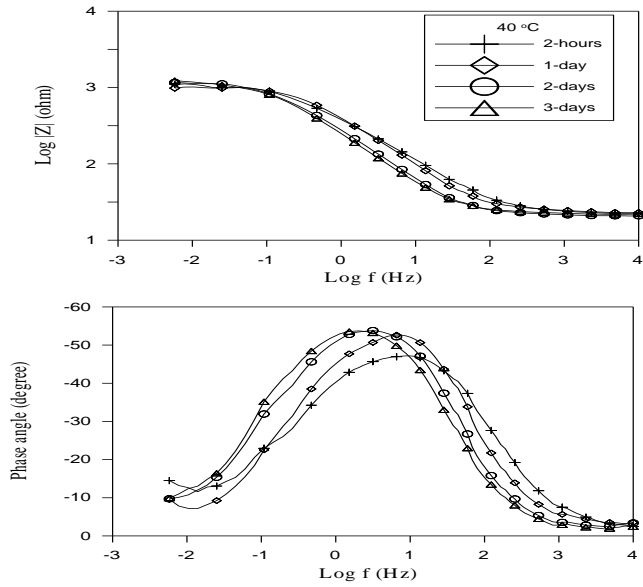 4
3
2
1
Log |Z| (ohm)
40 °C
2-hours
1-day
2-days
3-days
-3 -2 -1 0 1 2 3 4
Log f (Hz)
-60
-50
-40
-30
-20
-10
0
Phase angle (degree)
-3 -2 -1 0 1 2 3 4
Log f (Hz)